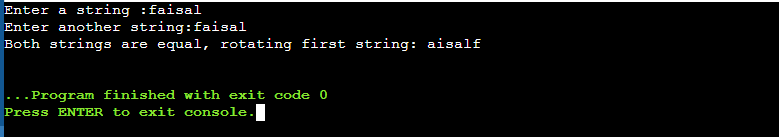 Enter a string :faisal
Enter another string:faisal
Both strings are equal, rotating first string: aisalf
...Program finished with exit code 0
Press ENTER to exit console.